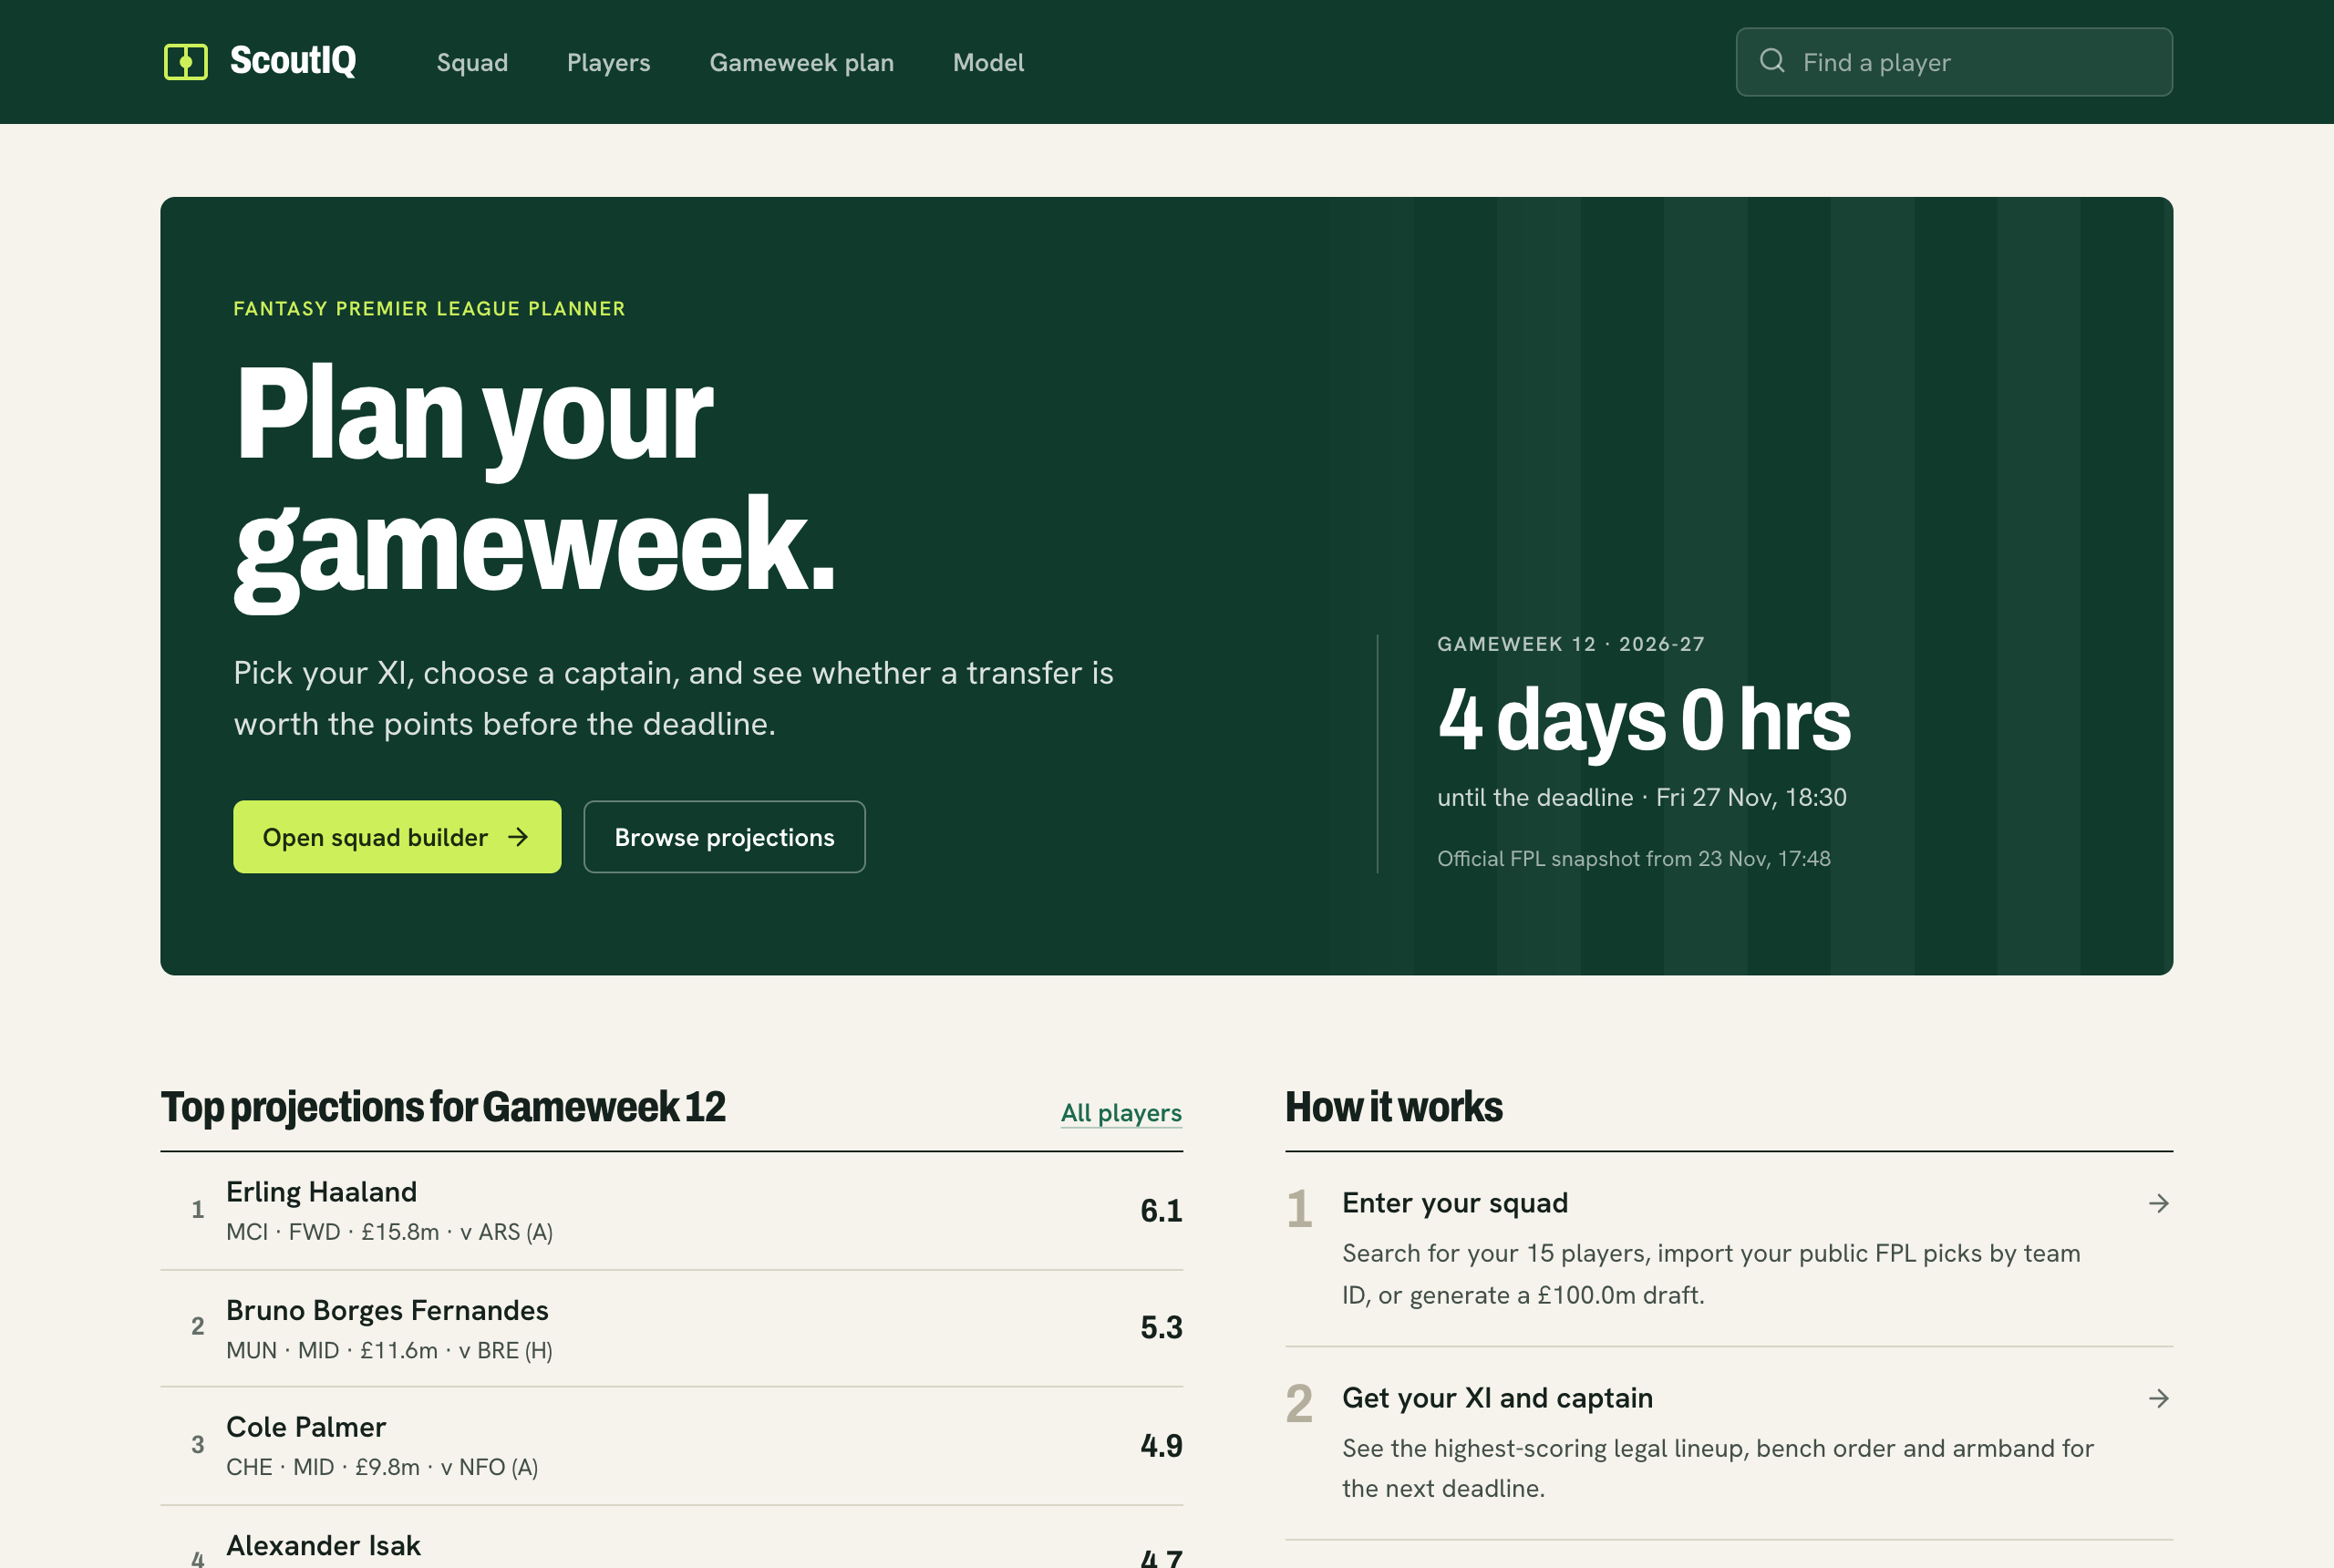 ScoutIQ
Squad
Players
Gameweek plan
Model
Find a player
FANTASY PREMIER LEAGUE PLANNER
Plan your
gameweek.
Pick your XI, choose a captain, and see whether a transfer is
worth the points before the deadline.
Open squad builder
Browse projections
GAMEWEEK 12 · 2026-27
4 days 0 hrs
until the deadline · Fri 27 Nov, 18:30
Official FPL snapshot from 23 Nov, 17:48
Top projections for Gameweek 12
All players
1
Erling Haaland
MCI · FWD · £15.8m · v ARS (A)
6.1
2
Bruno Borges Fernandes
MUN · MID · £11.6m · v BRE (H)
5.3
3
Cole Palmer
CHE · MID · £9.8m · v NFO (A)
4.9
4
Alexander Isak
4.7
How it works
1
Enter your squad
Search for your 15 players, import your public FPL picks by team
ID, or generate a £100.0m draft.
2
Get your XI and captain
See the highest-scoring legal lineup, bench order and armband for
the next deadline.